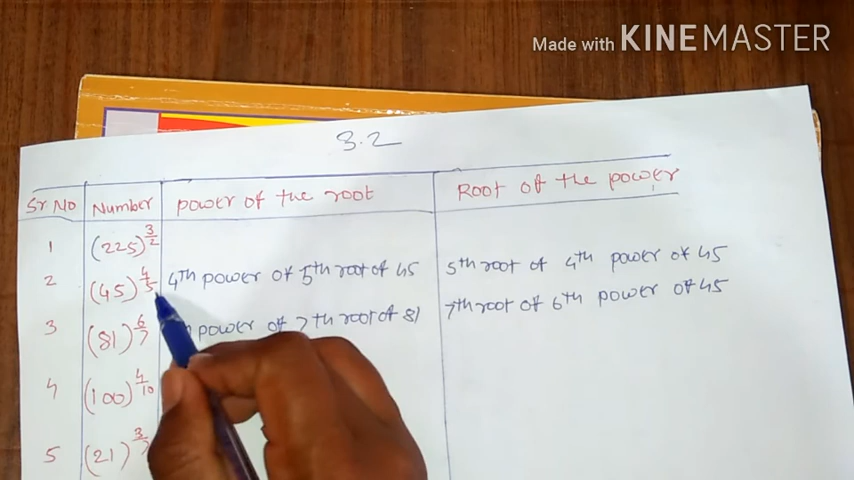 Made with KINEMASTER
3.2
Sr No Number Power of the root Root of the power
1 (225)^3/2
2 (45)^4/5 4th power of 5th root of 45 5th root of 4th power of 45
3 (81)^6/7 power of 7th root of 81 7th root of 6th power of 45
4 (100)^4/10
5 (21)^3/